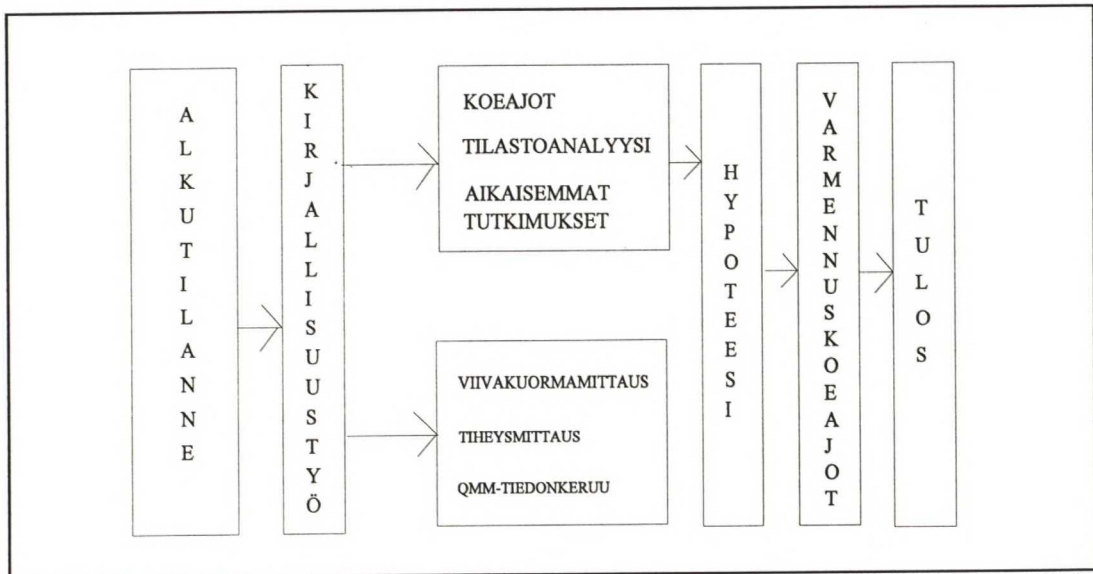 ALKUTILANNE
KIRJALLISUUSTYÖ
KOEAJOT
TILASTOANALYYSI
AIKAISEMMAT
TUTKIMUKSET
VIIVAKUORMAMITTAUS
TIHEYSMITTAUS
QMM-TIEDONKERUU
HYPOTEESI
VARMENNUSKOEAJOT
TULOS